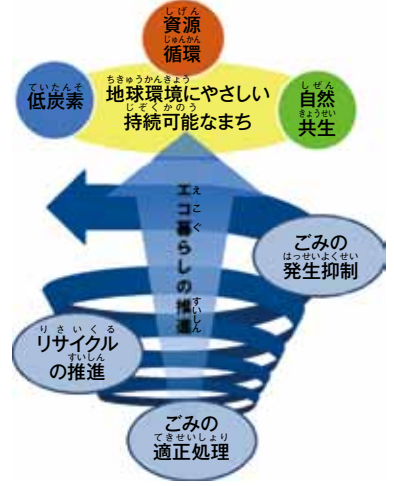 しげん
資源
じゅんかん
循環
ていたんそ
低炭素
ちきゅうかんきょう
地球環境にやさしい
じぞくかのう
持続可能なまち
しぜん
自然
きょうせい
共生
えこぐ
エコ暮らしの推進
すいしん
ごみの
はっせいよくせい
発生抑制
りさいくる
リサイクル
すいしん
の推進
ごみの
てきせいしょり
適正処理